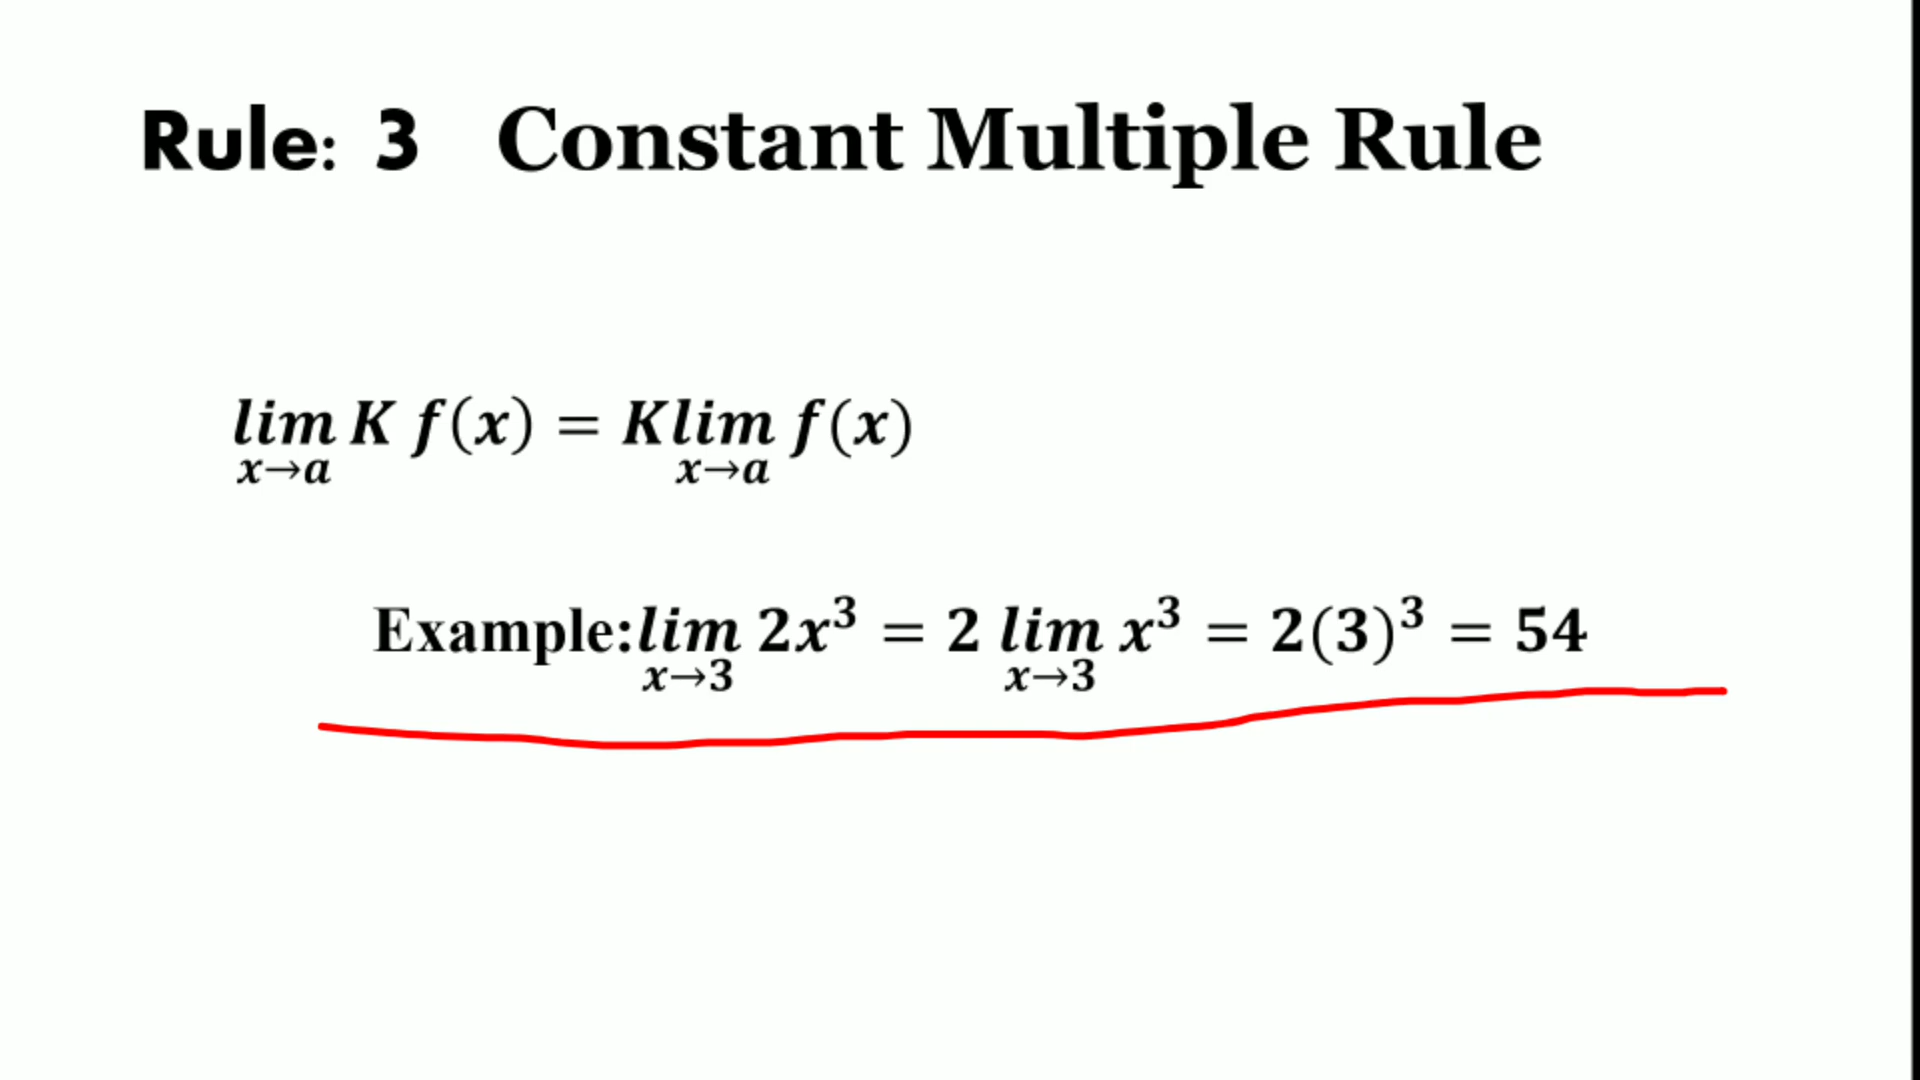 Rule: 3 Constant Multiple Rule
lim K f(x) = K lim f(x)
x→a x→a
Example: lim 2x³ = 2 lim x³ = 2(3)³ = 54
x→3 x→3